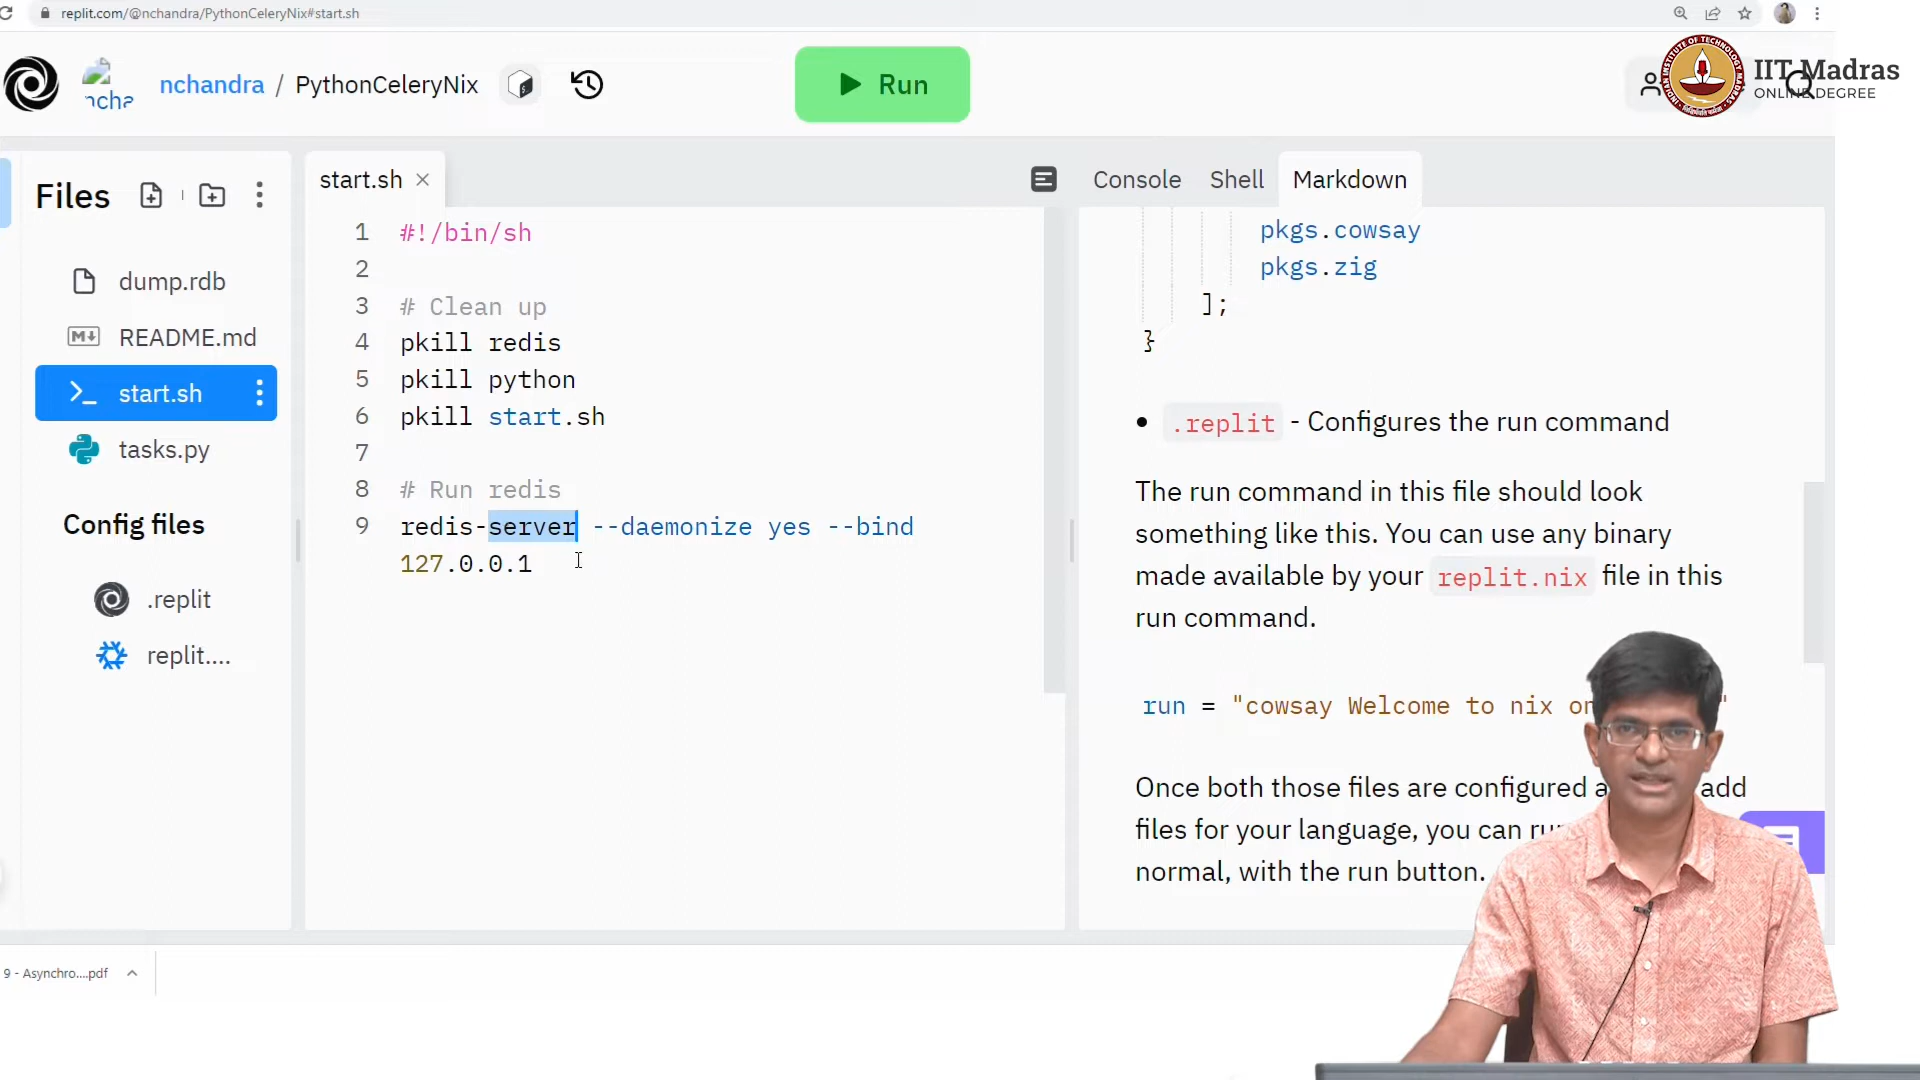 replit.com/@nchandra/PythonCeleryNix#start.sh
ncha
nchandra / PythonCeleryNix
Run
IIT Madras
ONLINE DEGREE
Files
dump.rdb
README.md
start.sh
tasks.py
Config files
.replit
replit....
start.sh
1 #!/bin/sh
2
3 # Clean up
4 pkill redis
5 pkill python
6 pkill start.sh
7
8 # Run redis
9 redis-server --daemonize yes --bind
127.0.0.1
Console Shell Markdown
pkgs.cowsay
pkgs.zig
];
}
• .replit - Configures the run command
The run command in this file should look
something like this. You can use any binary
made available by your replit.nix file in this
run command.
run = "cowsay Welcome to nix on "
Once both those files are configured add
files for your language, you can run
normal, with the run button.
9 - Asynchro....pdf